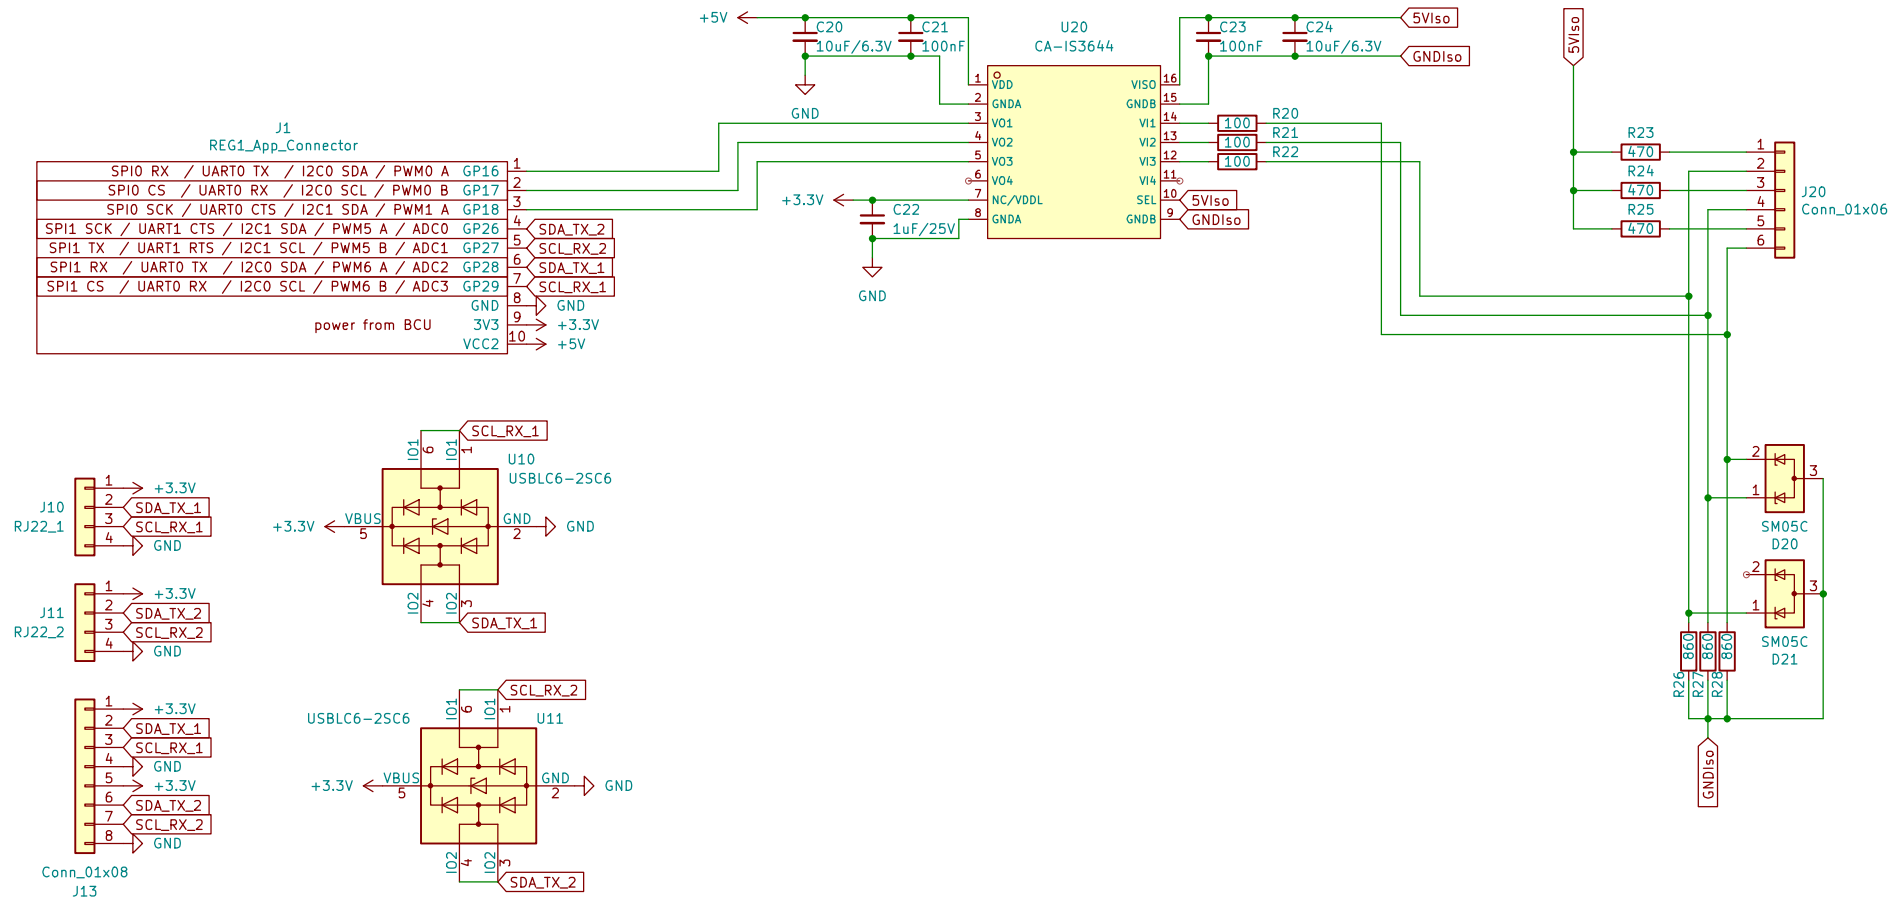 +5V
C20
10uF/6.3V
C21
100nF
U20
CA-IS3644
C23
100nF
C24
10uF/6.3V
5VIso
GNDIso
5VIso
GND
1 VDD
2 GNDA
3 VO1
4 VO2
5 VO3
6 VO4
7 NC/VDDL
8 GNDA
VISO 16
GNDB 15
VI1 14
VI2 13
VI3 12
VI4 11
SEL 10
GNDB 9
5VIso
GNDIso
100 R20
100 R21
100 R22
+3.3V
C22
1uF/25V
GND
J1
REG1_App_Connector
SPI0 RX / UART0 TX / I2C0 SDA / PWM0 A GP16 1
SPI0 CS / UART0 RX / I2C0 SCL / PWM0 B GP17 2
SPI0 SCK / UART0 CTS / I2C1 SDA / PWM1 A GP18 3
SPI1 SCK / UART1 CTS / I2C1 SDA / PWM5 A / ADC0 GP26 4 SDA_TX_2
SPI1 TX / UART1 RTS / I2C1 SCL / PWM5 B / ADC1 GP27 5 SCL_RX_2
SPI1 RX / UART0 TX / I2C0 SDA / PWM6 A / ADC2 GP28 6 SDA_TX_1
SPI1 CS / UART0 RX / I2C0 SCL / PWM6 B / ADC3 GP29 7 SCL_RX_1
GND 8 GND
power from BCU 3V3 9 +3.3V
VCC2 10 +5V
R23
470
R24
470
R25
470
1
2
3
4
5
6
J20
Conn_01x06
SCL_RX_1
IO1 6
IO1 1
U10
USBLC6-2SC6
+3.3V
VBUS
5
GND
2
GND
IO2 4
IO2 3
SDA_TX_1
J10
RJ22_1
1 +3.3V
2 SDA_TX_1
3 SCL_RX_1
4 GND
J11
RJ22_2
1 +3.3V
2 SDA_TX_2
3 SCL_RX_2
4 GND
1 +3.3V
2 SDA_TX_1
3 SCL_RX_1
4 GND
5 +3.3V
6 SDA_TX_2
7 SCL_RX_2
8 GND
Conn_01x08
J13
SCL_RX_2
USBLC6-2SC6
IO1 6
IO1 1
U11
+3.3V
VBUS
5
GND
2
GND
IO2 4
IO2 3
SDA_TX_2
2
1
3
SM05C
D20
2
1
3
SM05C
D21
860
860
860
R26
R27
R28
GNDIso